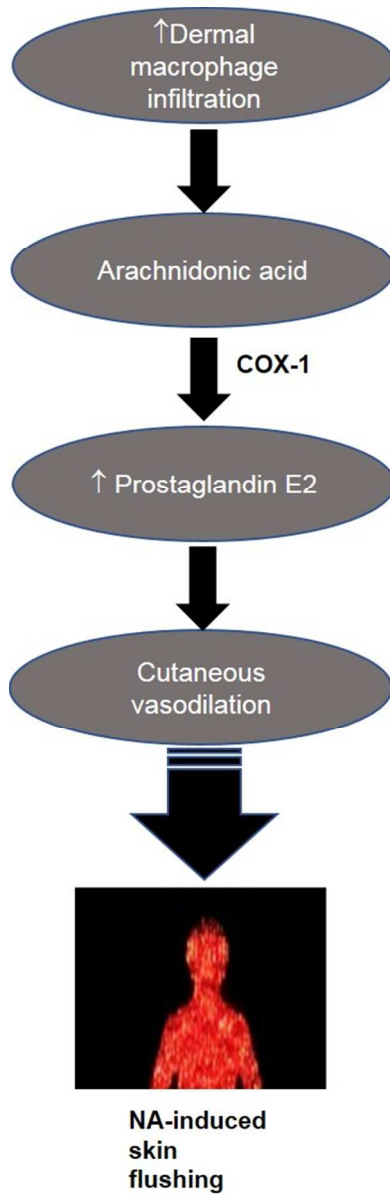 ↑Dermal
macrophage
infiltration
Arachnidonic acid
COX-1
↑ Prostaglandin E2
Cutaneous
vasodilation
NA-induced
skin
flushing